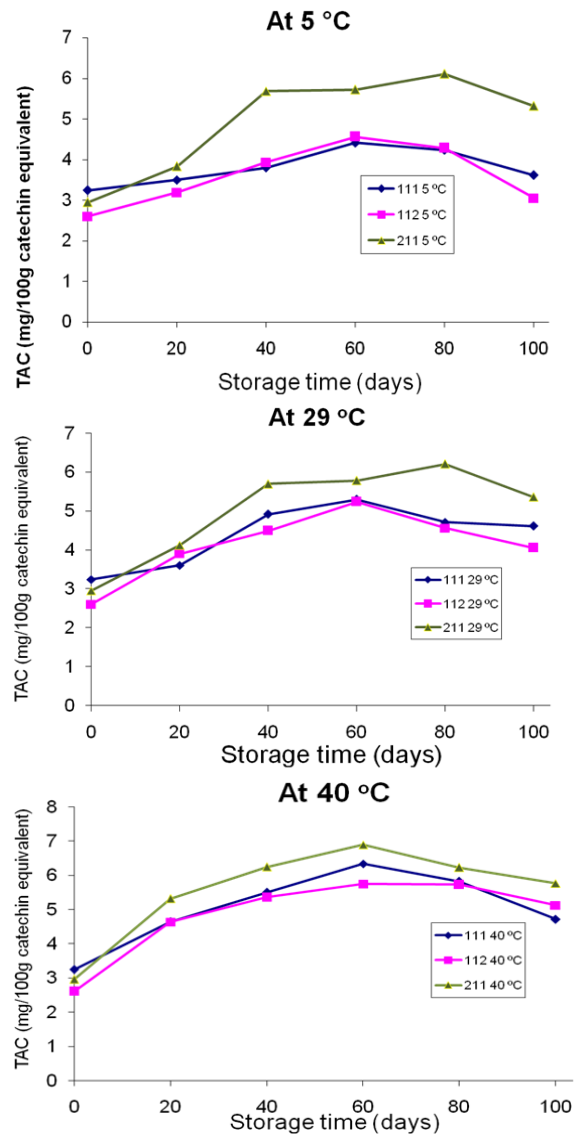 At 5 °C
TAC (mg/100g catechin equivalent)
7
6
5
4
3
2
1
0
0 20 40 60 80 100
Storage time (days)
111 5 ºC
112 5 ºC
211 5 ºC
At 29 ºC
TAC (mg/100g catechin equivalent)
7
6
5
4
3
2
1
0
0 20 40 60 80 100
Storage time (days)
111 29 ºC
112 29 ºC
211 29 ºC
At 40 ºC
TAC (mg/100g catechin equivalent)
8
7
6
5
4
3
2
1
0
0 20 40 60 80 100
Storage time (days)
111 40 ºC
112 40 ºC
211 40 ºC